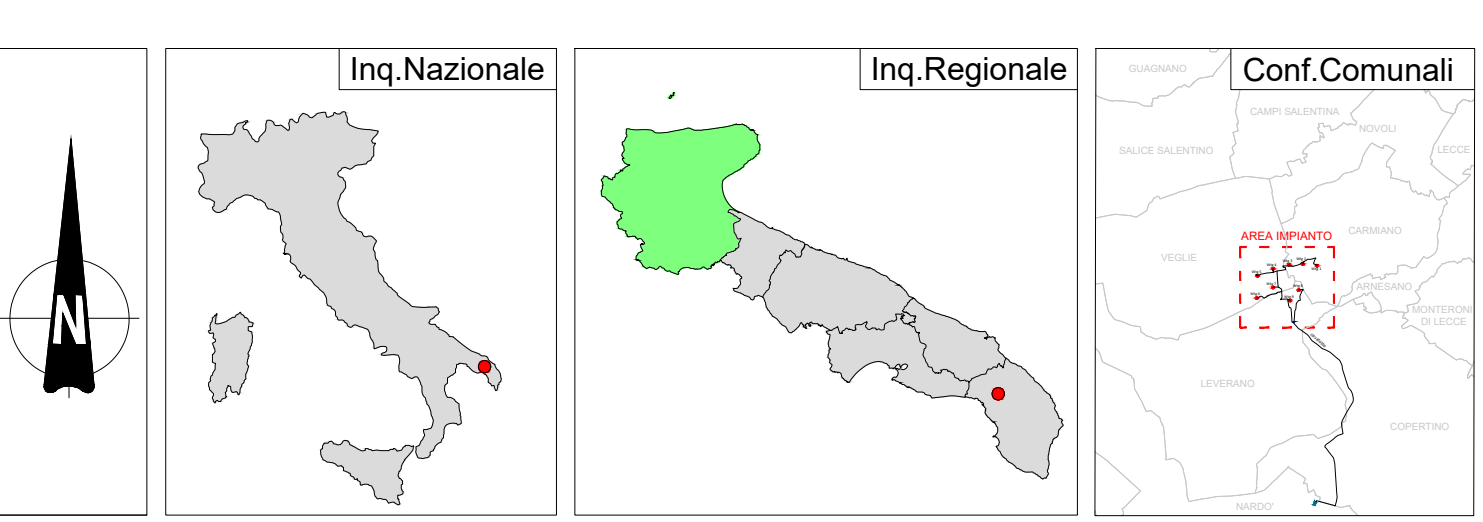 N
Inq.Nazionale
Inq.Regionale
Conf.Comunali
GUAGNANO
CAMPI SALENTINA
NOVOLI
SALICE SALENTINO
LECCE
CARMIANO
AREA IMPIANTO
VEGLIE
ARNESANO
MONTERONI
DI LECCE
LEVERANO
COPERTINO
NARDO'